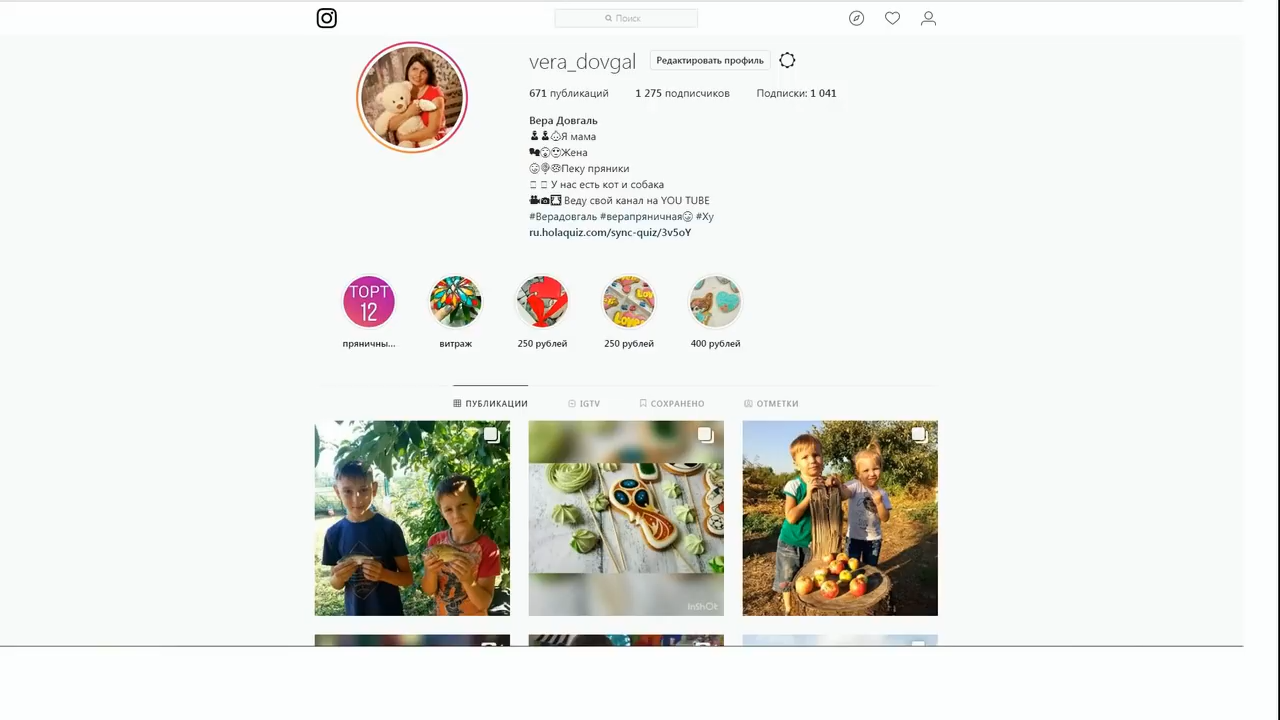 Поиск
vera_dovgal Редактировать профиль
671 публикаций 1 275 подписчиков Подписки: 1 041
Вера Довгаль
Я мама
Жена
Пеку пряники
У нас есть кот и собака
Веду свой канал на YOU TUBE
#Верадовгаль #верапряничная #Ху
ru.holaquiz.com/sync-quiz/3v5oY
ТОРТ
12
пряничны... витраж 250 рублей 250 рублей 400 рублей
ПУБЛИКАЦИИ IGTV СОХРАНЕНО ОТМЕТКИ
InShOt